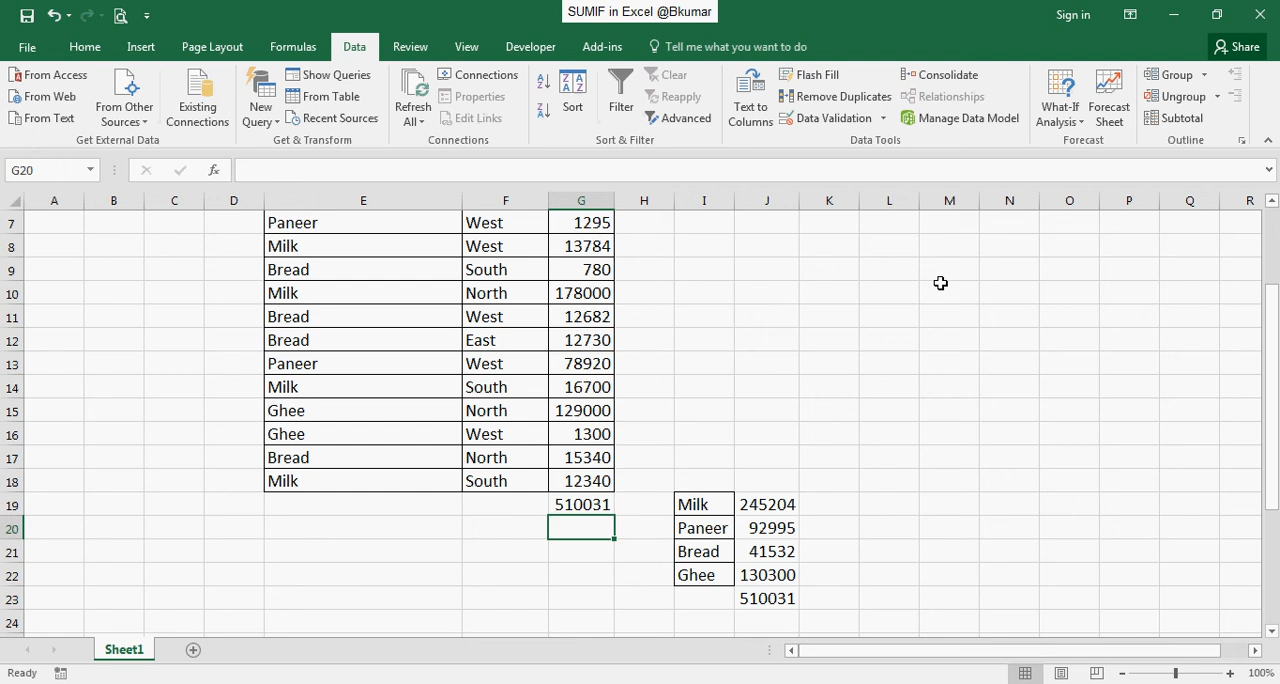 SUMIF in Excel @Bkumar
Sign in
File Home Insert Page Layout Formulas Data Review View Developer Add-ins Tell me what you want to do Share
From Access
From Web
From Text
From Other Sources
Existing Connections
Get External Data
New Query
Show Queries
From Table
Recent Sources
Get & Transform
Refresh All
Connections
Properties
Edit Links
Connections
Sort
Filter
Clear
Reapply
Advanced
Sort & Filter
Text to Columns
Flash Fill
Remove Duplicates
Data Validation
Consolidate
Relationships
Manage Data Model
Data Tools
What-If Analysis
Forecast Sheet
Forecast
Group
Ungroup
Subtotal
Outline
G20 fx
A B C D E F G H I J K L M N O P Q R
7 Paneer West 1295
8 Milk West 13784
9 Bread South 780
10 Milk North 178000
11 Bread West 12682
12 Bread East 12730
13 Paneer West 78920
14 Milk South 16700
15 Ghee North 129000
16 Ghee West 1300
17 Bread North 15340
18 Milk South 12340
19 510031 Milk 245204
20 Paneer 92995
21 Bread 41532
22 Ghee 130300
23 510031
24
Sheet1
Ready 100%